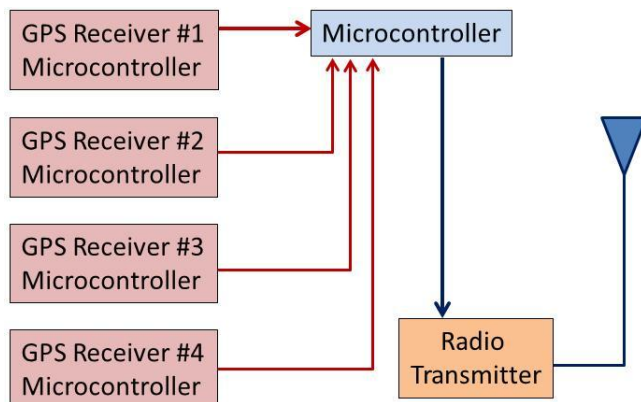 GPS Receiver #1
Microcontroller
Microcontroller
GPS Receiver #2
Microcontroller
GPS Receiver #3
Microcontroller
GPS Receiver #4
Microcontroller
Radio
Transmitter